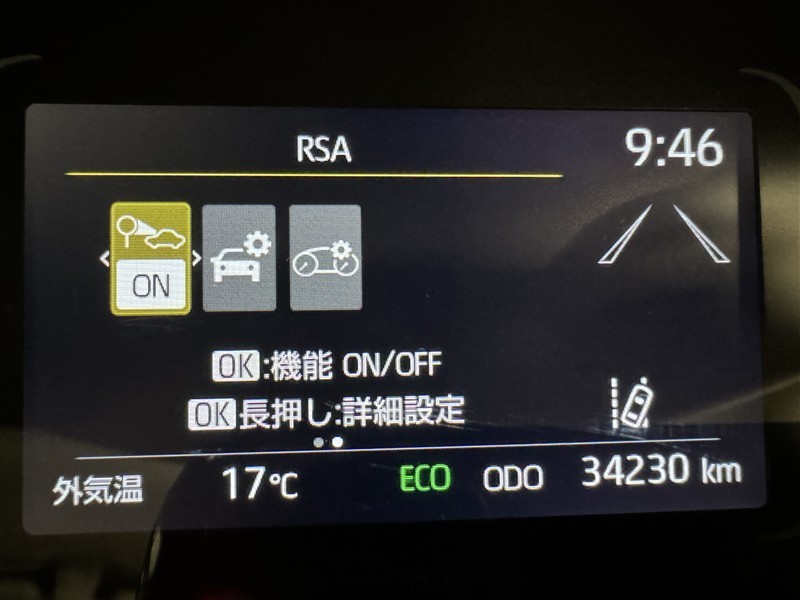 RSA
9:46
ON
OK:機能 ON/OFF
OK長押し:詳細設定
外気温 17℃ ECO ODO 34230 km